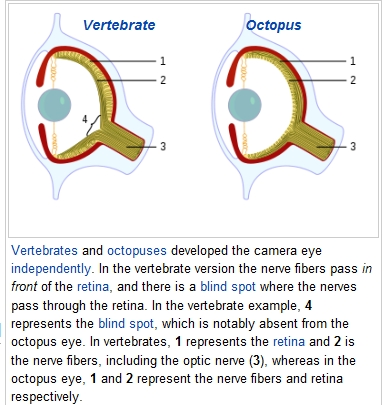 Vertebrate Octopus
1 1
2 2
4
3 3
Vertebrates and octopuses developed the camera eye
independently. In the vertebrate version the nerve fibers pass in
front of the retina, and there is a blind spot where the nerves
pass through the retina. In the vertebrate example, 4
represents the blind spot, which is notably absent from the
octopus eye. In vertebrates, 1 represents the retina and 2 is
the nerve fibers, including the optic nerve (3), whereas in the
octopus eye, 1 and 2 represent the nerve fibers and retina
respectively.